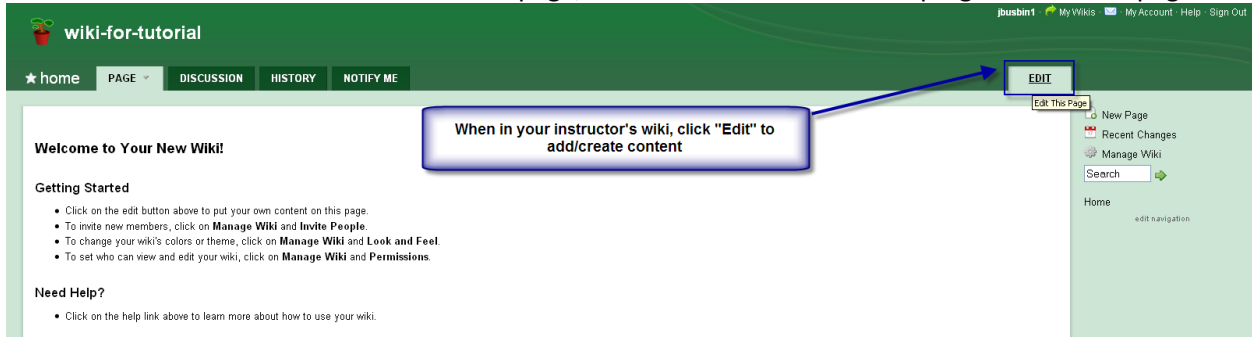 jbusbin1 · My Wikis · My Account · Help · Sign Out
wiki-for-tutorial
home PAGE DISCUSSION HISTORY NOTIFY ME EDIT
Edit This Page
When in your instructor's wiki, click "Edit" to
add/create content
Welcome to Your New Wiki!
Getting Started
• Click on the edit button above to put your own content on this page.
• To invite new members, click on Manage Wiki and Invite People.
• To change your wiki's colors or theme, click on Manage Wiki and Look and Feel.
• To set who can view and edit your wiki, click on Manage Wiki and Permissions.
Need Help?
• Click on the help link above to learn more about how to use your wiki.
New Page
Recent Changes
Manage Wiki
Search
Home
edit navigation